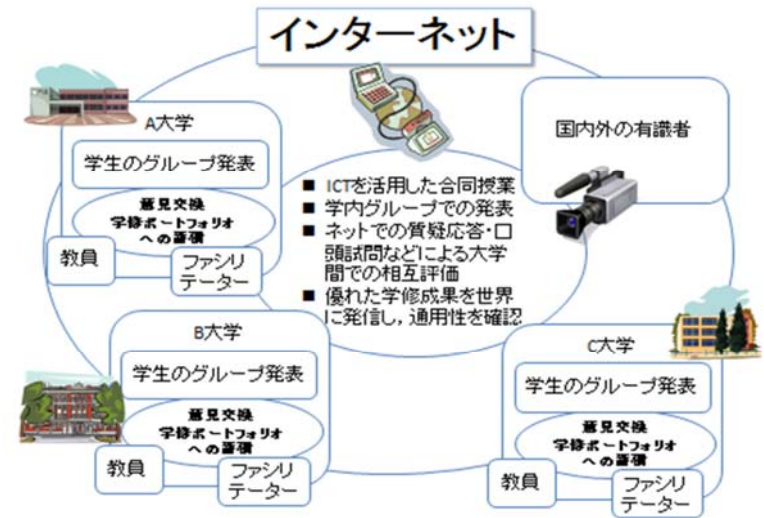 インターネット
A大学
学生のグループ発表
意見交換
学修ポートフォリオ
への蓄積
教員
ファシリ
テーター
国内外の有識者
■ ICTを活用した合同授業
■ 学内グループでの発表
■ ネットでの質疑応答・口
頭試問などによる大学
間での相互評価
■ 優れた学修成果を世界
に発信し，通用性を確認
B大学
学生のグループ発表
意見交換
学修ポートフォリオ
への蓄積
教員
ファシリ
テーター
C大学
学生のグループ発表
意見交換
学修ポートフォリオ
への蓄積
教員
ファシリ
テーター